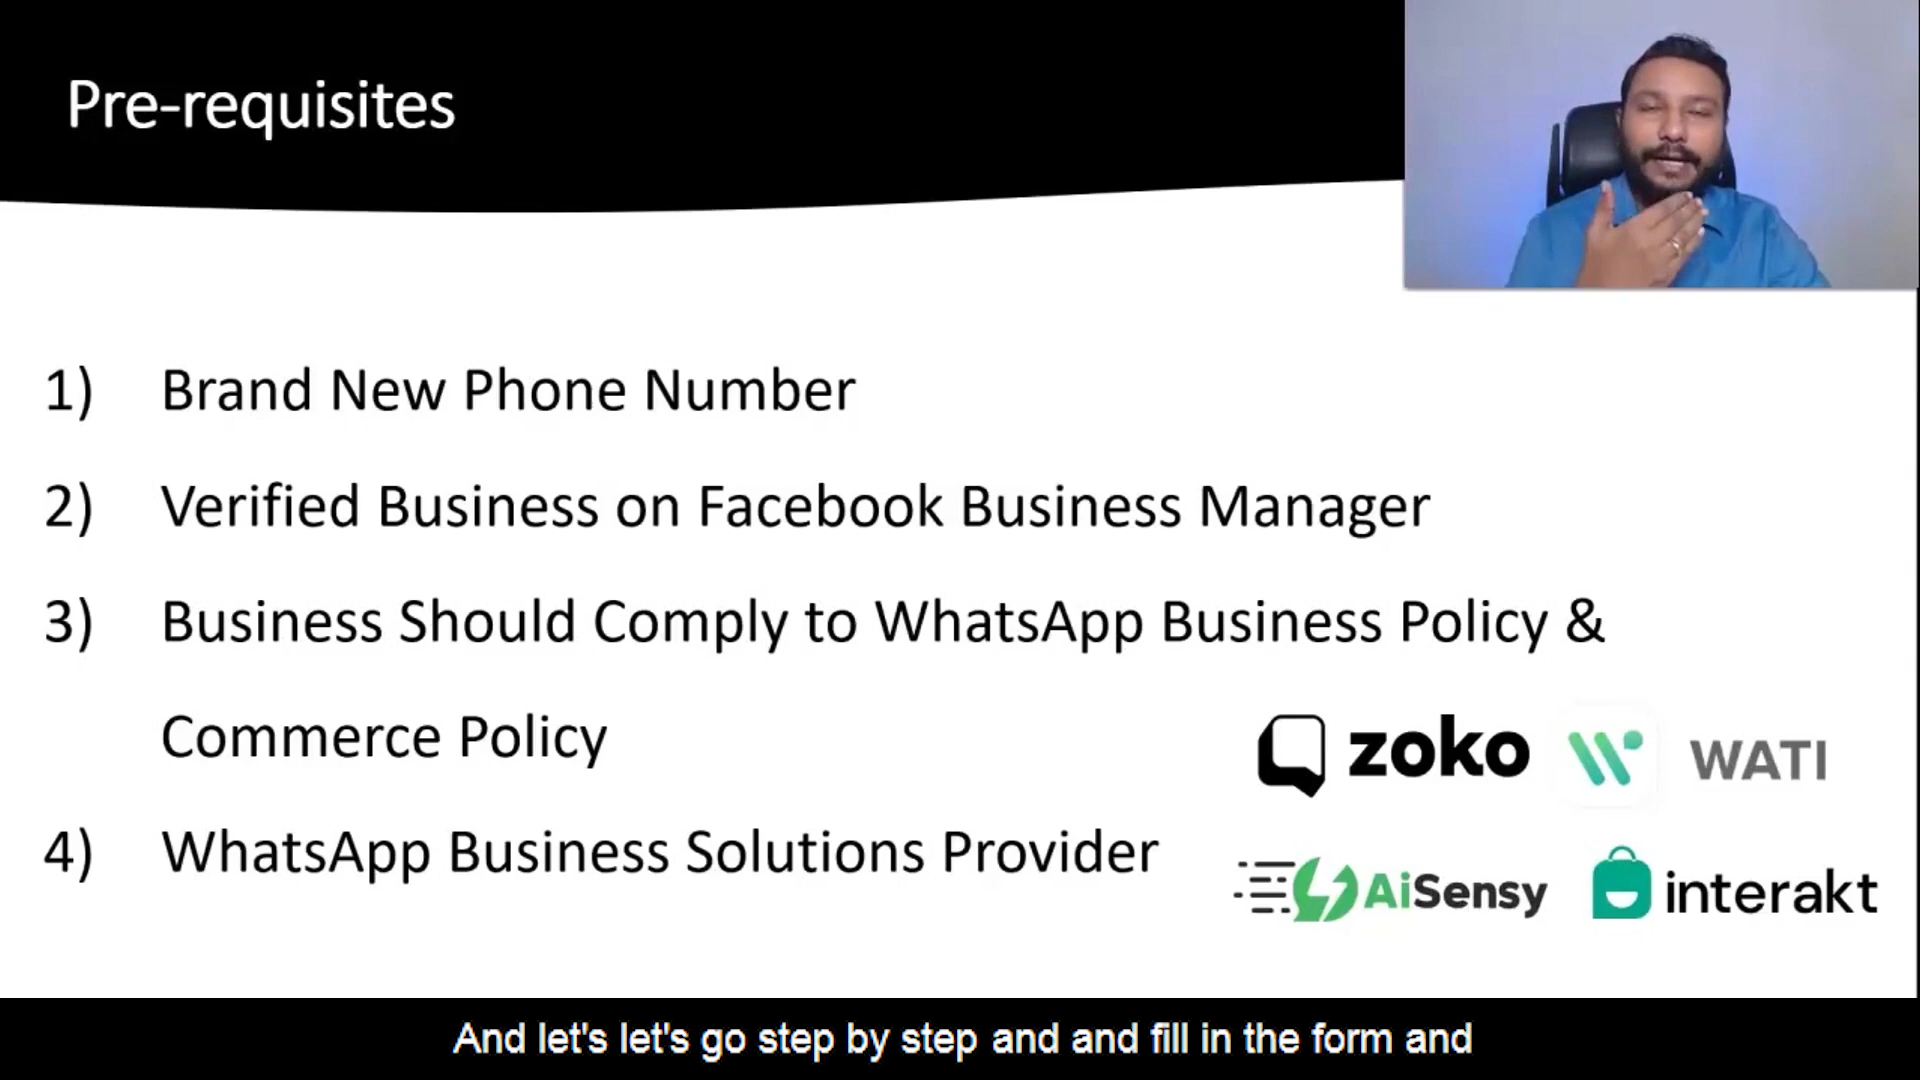 Pre-requisites
1) Brand New Phone Number
2) Verified Business on Facebook Business Manager
3) Business Should Comply to WhatsApp Business Policy &
Commerce Policy
zoko
WATI
4) WhatsApp Business Solutions Provider
AiSensy
interakt
And let's let's go step by step and and fill in the form and